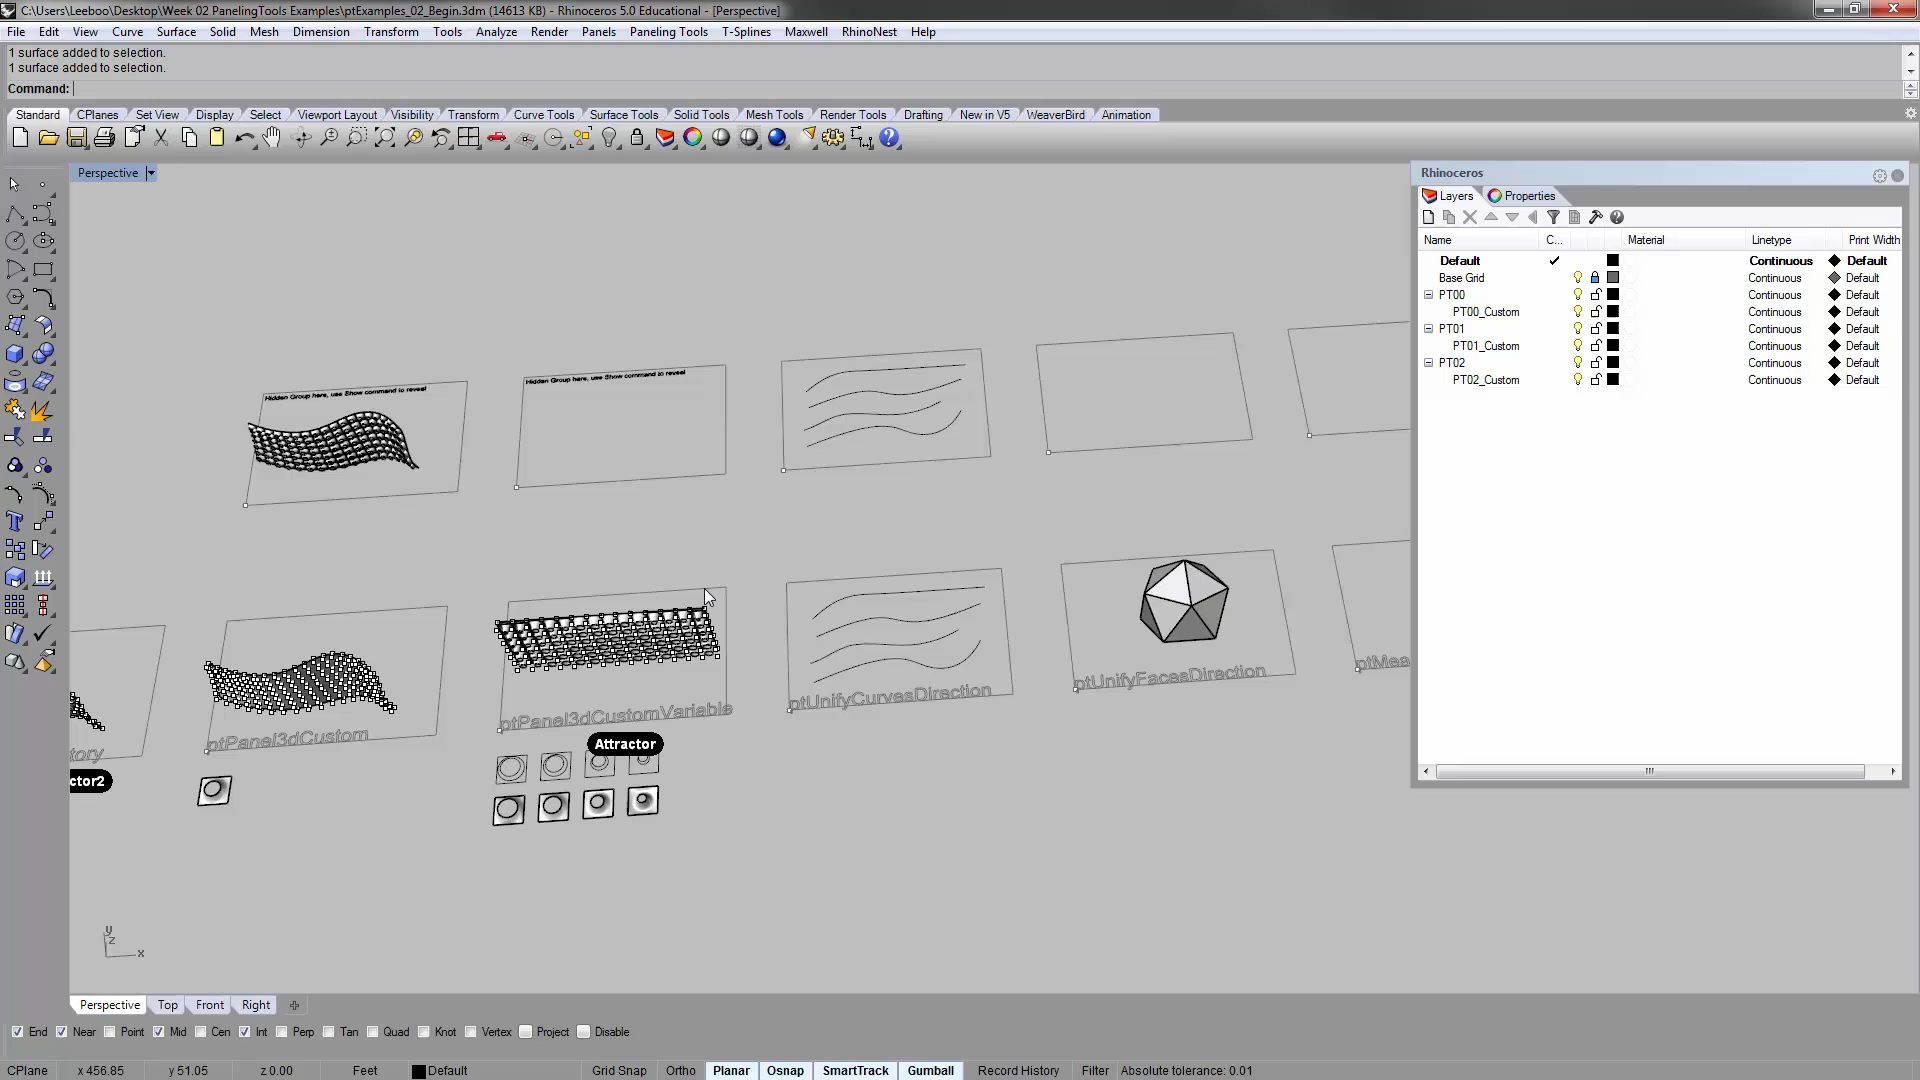 C:\Users\Leeboo\Desktop\Week 02 PanelingTools Examples\ptExamples_02_Begin.3dm (14613 KB) - Rhinoceros 5.0 Educational - [Perspective]
File Edit View Curve Surface Solid Mesh Dimension Transform Tools Analyze Render Panels Paneling Tools T-Splines Maxwell RhinoNest Help
1 surface added to selection.
1 surface added to selection.
Command:
Standard CPlanes Set View Display Select Viewport Layout Visibility Transform Curve Tools Surface Tools Solid Tools Mesh Tools Render Tools Drafting New in V5 WeaverBird Animation
Perspective
Rhinoceros
Layers Properties
Name C... Material Linetype Print Width
Default Continuous Default
Base Grid Continuous Default
PT00 Continuous Default
PT00_Custom Continuous Default
PT01 Continuous Default
PT01_Custom Continuous Default
PT02 Continuous Default
PT02_Custom Continuous Default
Hidden Group here, use Show command to reveal
Hidden Group here, use Show command to reveal
tory
ptPanel3dCustom
ptPanel3dCustomVariable
ptUnifyCurvesDirection
ptUnifyFacesDirection
ptMea
Attractor
ctor2
y
z
x
Perspective Top Front Right
End Near Point Mid Cen Int Perp Tan Quad Knot Vertex Project Disable
CPlane x 456.85 y 51.05 z 0.00 Feet Default Grid Snap Ortho Planar Osnap SmartTrack Gumball Record History Filter Absolute tolerance: 0.01